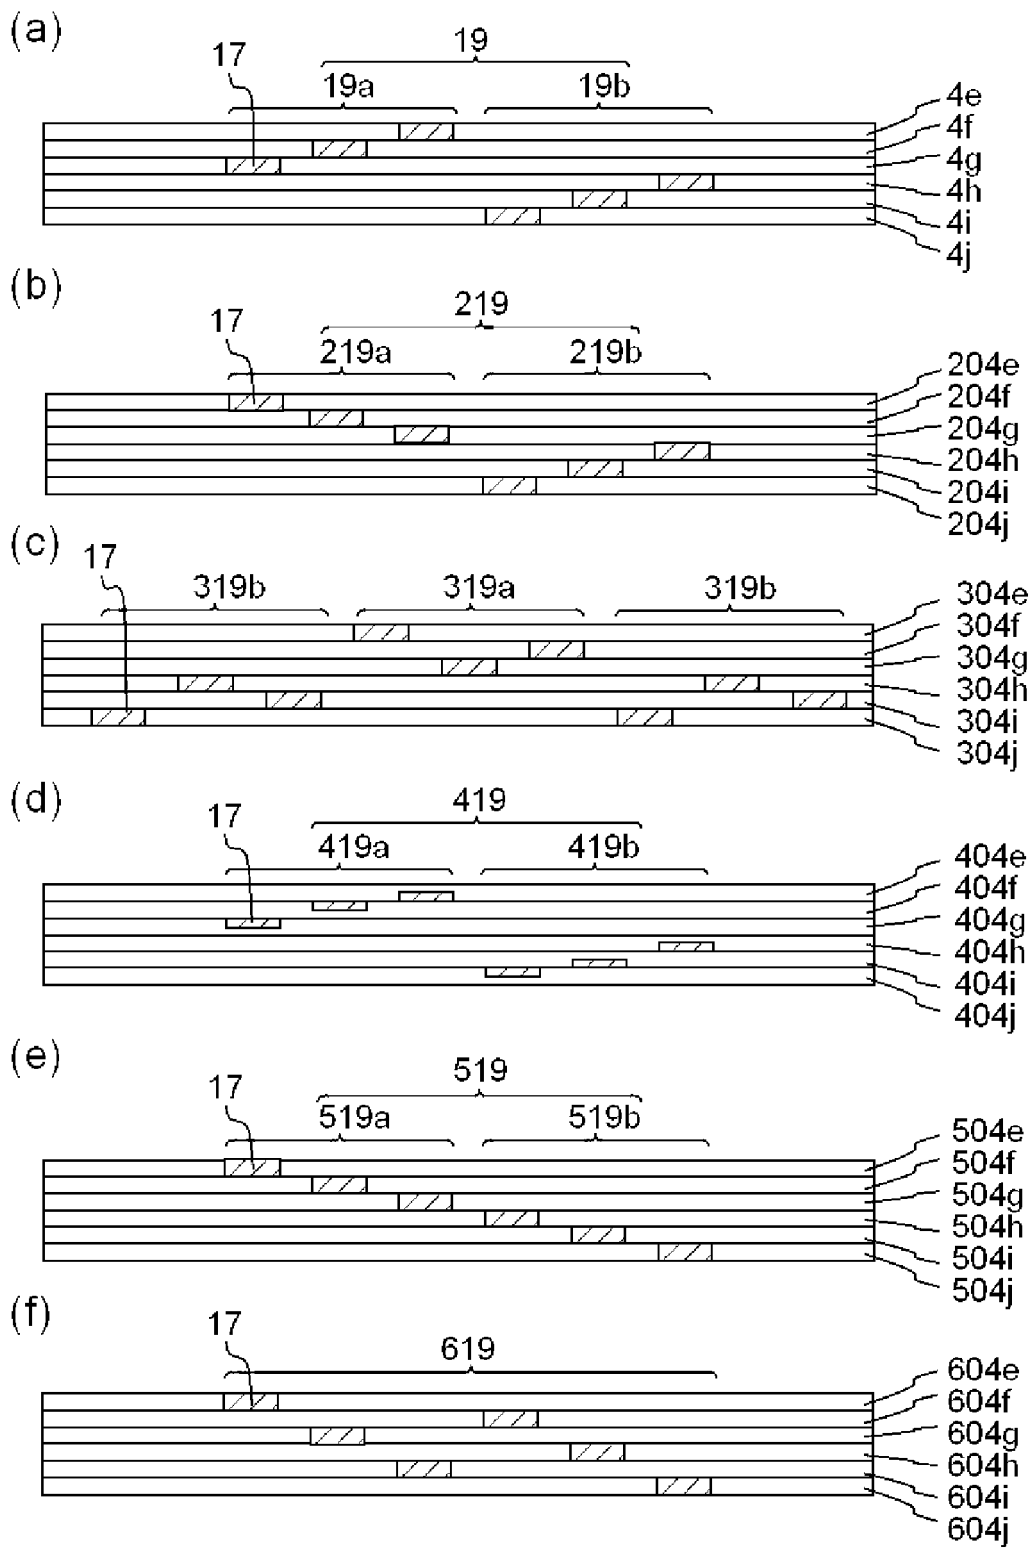 (a)
19
17
19a 19b
4e
4f
4g
4h
4i
4j
(b)
219
17
219a 219b
204e
204f
204g
204h
204i
204j
(c)
17
319b 319a 319b
304e
304f
304g
304h
304i
304j
(d)
419
17
419a 419b
404e
404f
404g
404h
404i
404j
(e)
519
17
519a 519b
504e
504f
504g
504h
504i
504j
(f)
17
619
604e
604f
604g
604h
604i
604j